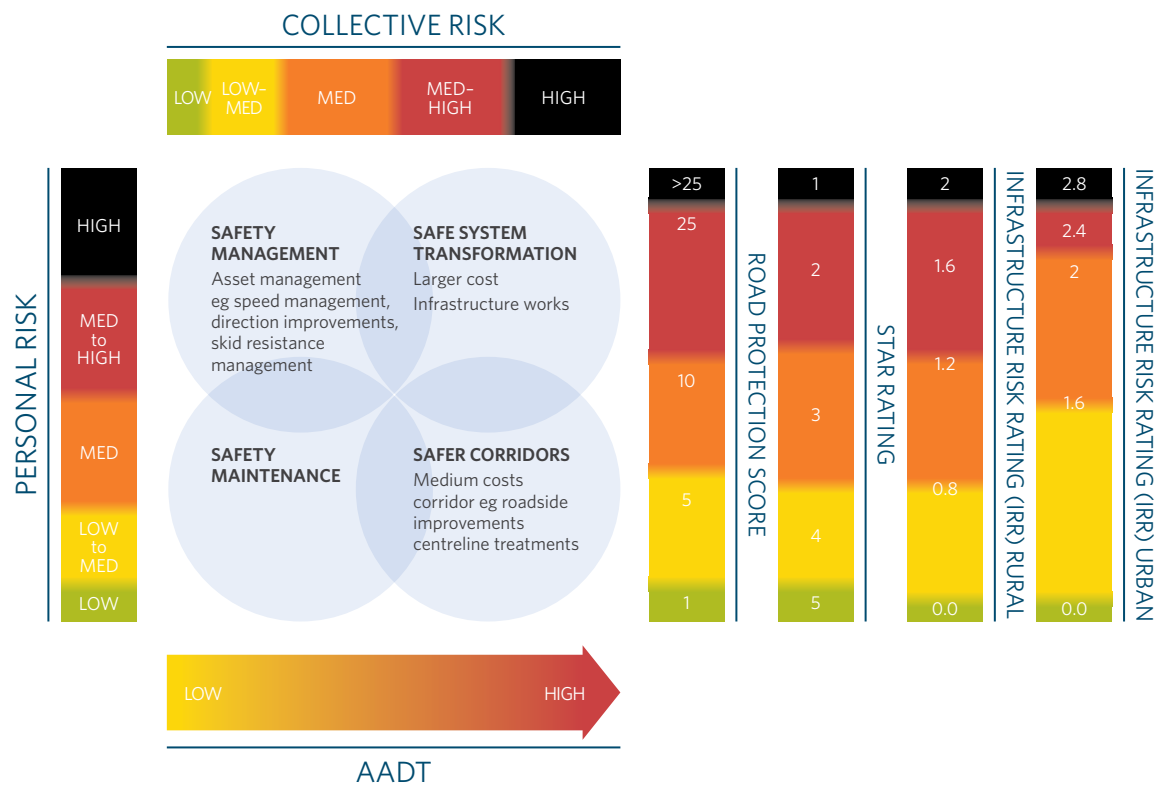 COLLECTIVE RISK
LOW
LOW–
MED
MED
MED–
HIGH
HIGH
PERSONAL RISK
HIGH
MED
to
HIGH
MED
LOW
to
MED
LOW
SAFETY
MANAGEMENT
Asset management
eg speed management,
direction improvements,
skid resistance
management
SAFE SYSTEM
TRANSFORMATION
Larger cost
Infrastructure works
SAFETY
MAINTENANCE
SAFER CORRIDORS
Medium costs
corridor eg roadside
improvements
centreline treatments
>25
25
10
5
1
ROAD PROTECTION SCORE
1
2
3
4
5
STAR RATING
2
1.6
1.2
0.8
0.0
INFRASTRUCTURE RISK RATING (IRR) RURAL
2.8
2.4
2
1.6
0.0
INFRASTRUCTURE RISK RATING (IRR) URBAN
LOW
HIGH
AADT